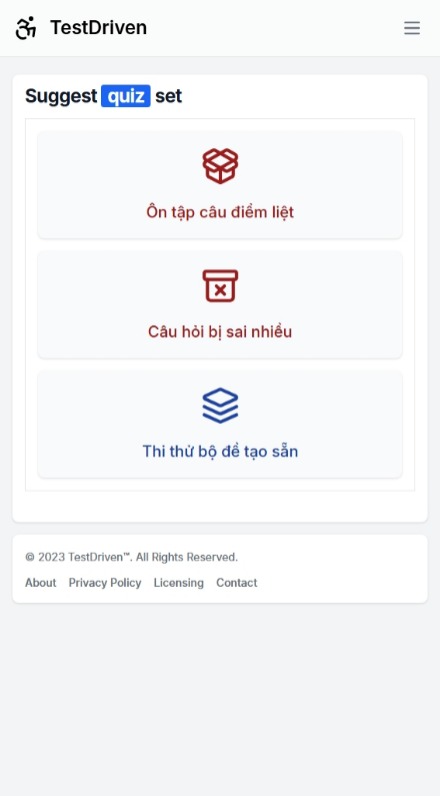 TestDriven
Suggest quiz set
Ôn tập câu điểm liệt
Câu hỏi bị sai nhiều
Thi thử bộ đề tạo sẵn
© 2023 TestDriven™. All Rights Reserved.
About Privacy Policy Licensing Contact